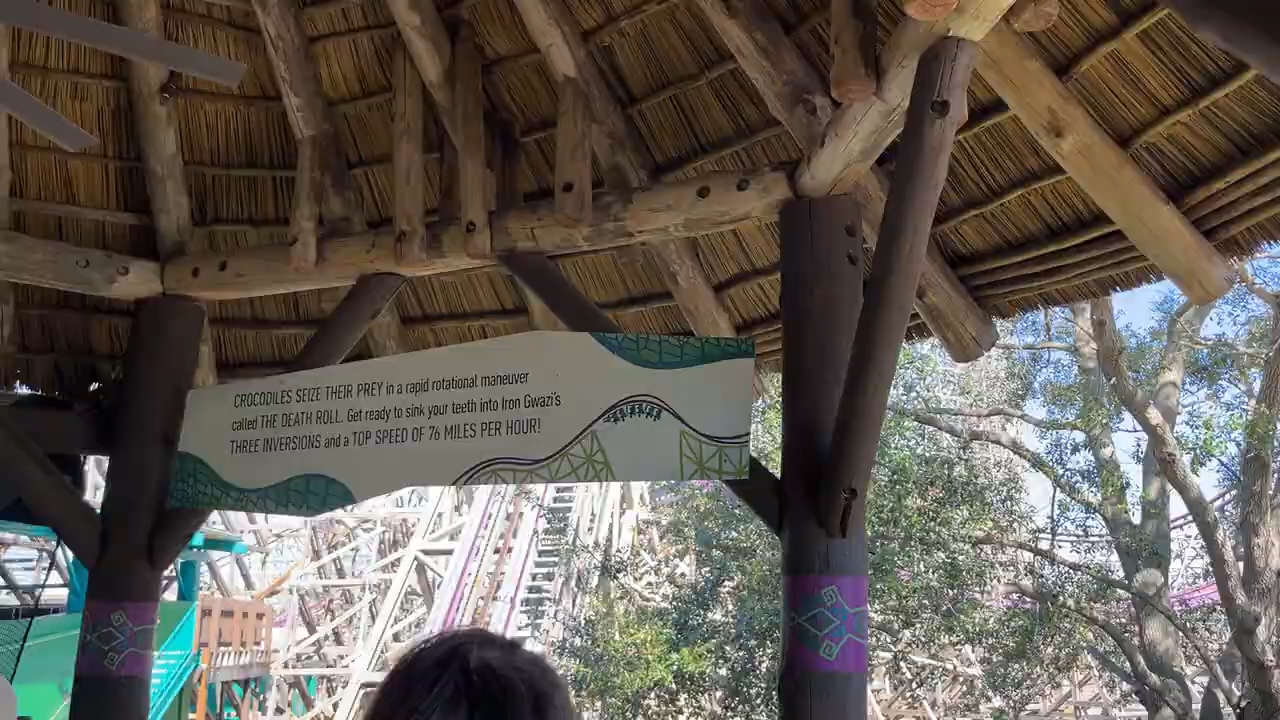 CROCODILES SEIZE THEIR PREY in a rapid rotational maneuver
called THE DEATH ROLL. Get ready to sink your teeth into Iron Gwazi's
THREE INVERSIONS and a TOP SPEED OF 76 MILES PER HOUR!